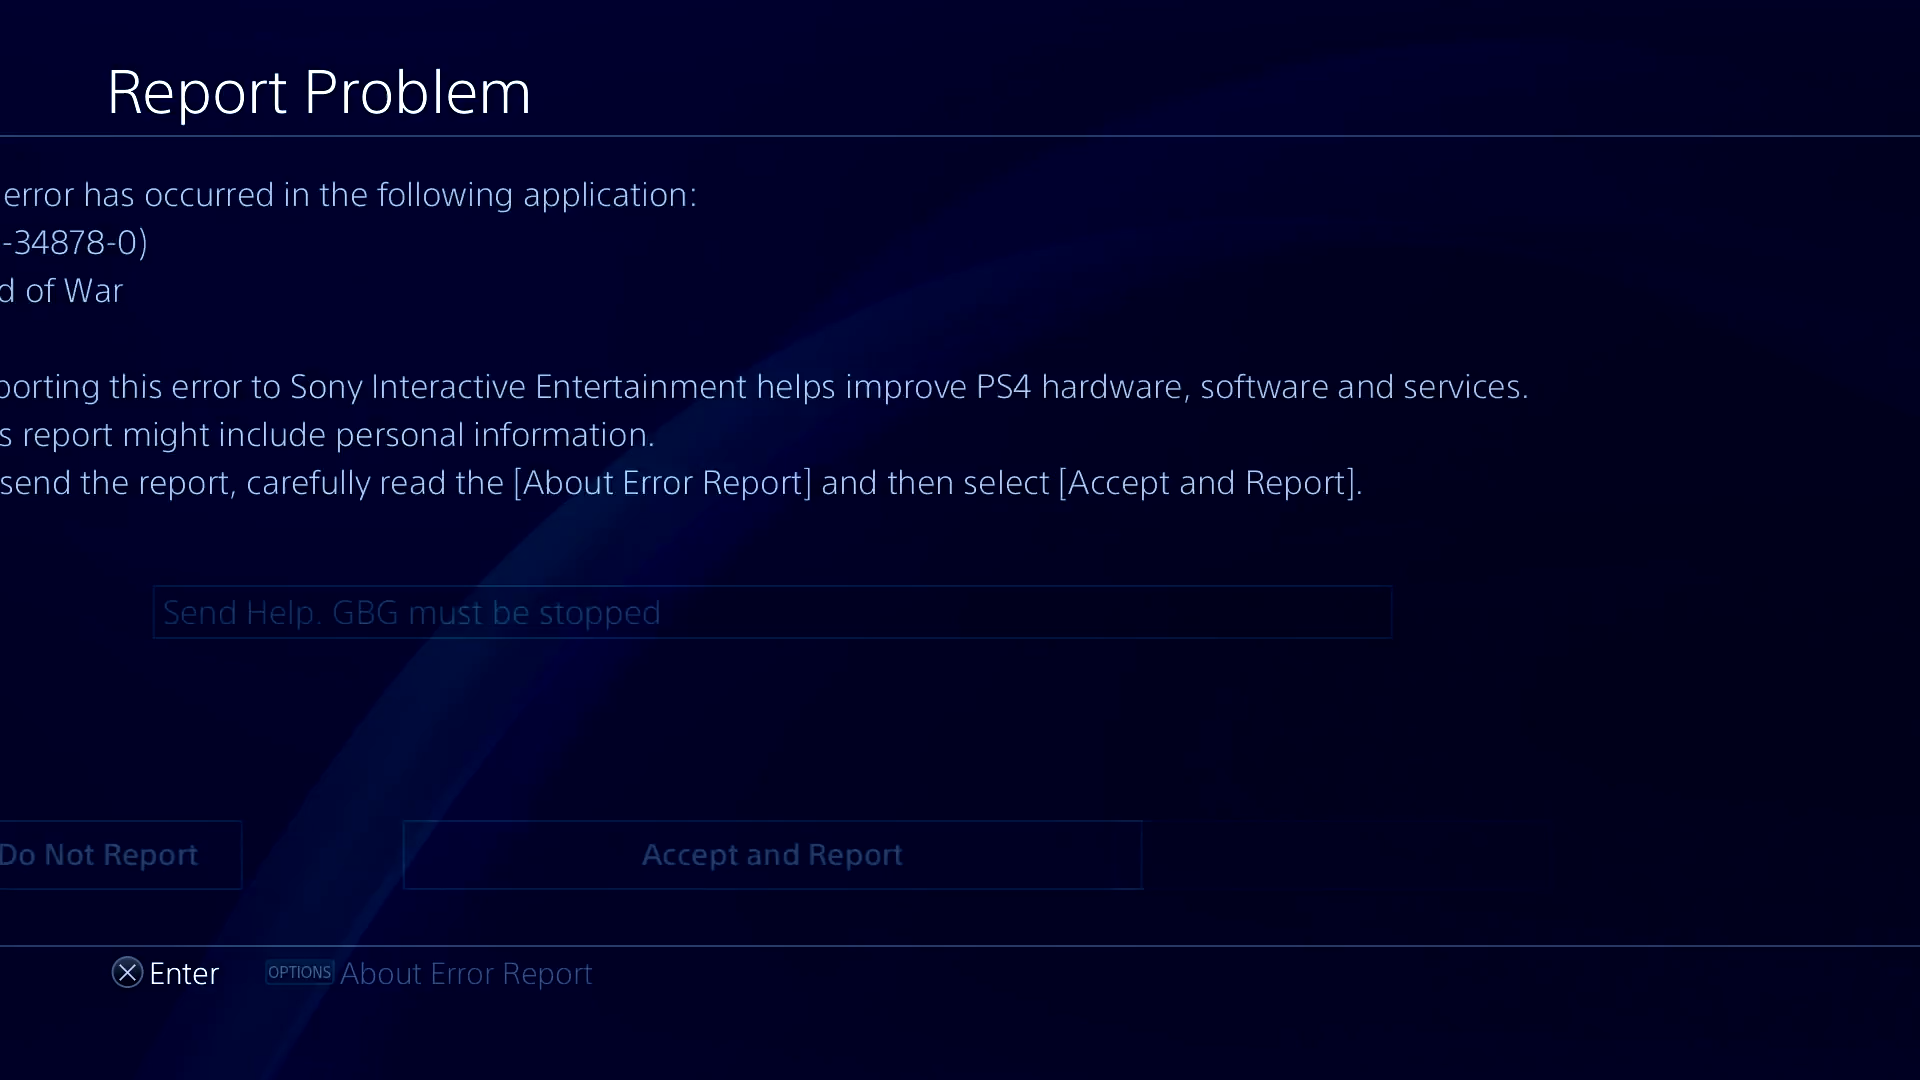 Report Problem
error has occurred in the following application:
-34878-0)
d of War
porting this error to Sony Interactive Entertainment helps improve PS4 hardware, software and services.
s report might include personal information.
send the report, carefully read the [About Error Report] and then select [Accept and Report].
Send Help. GBG must be stopped
Do Not Report
Accept and Report
Enter
OPTIONS About Error Report